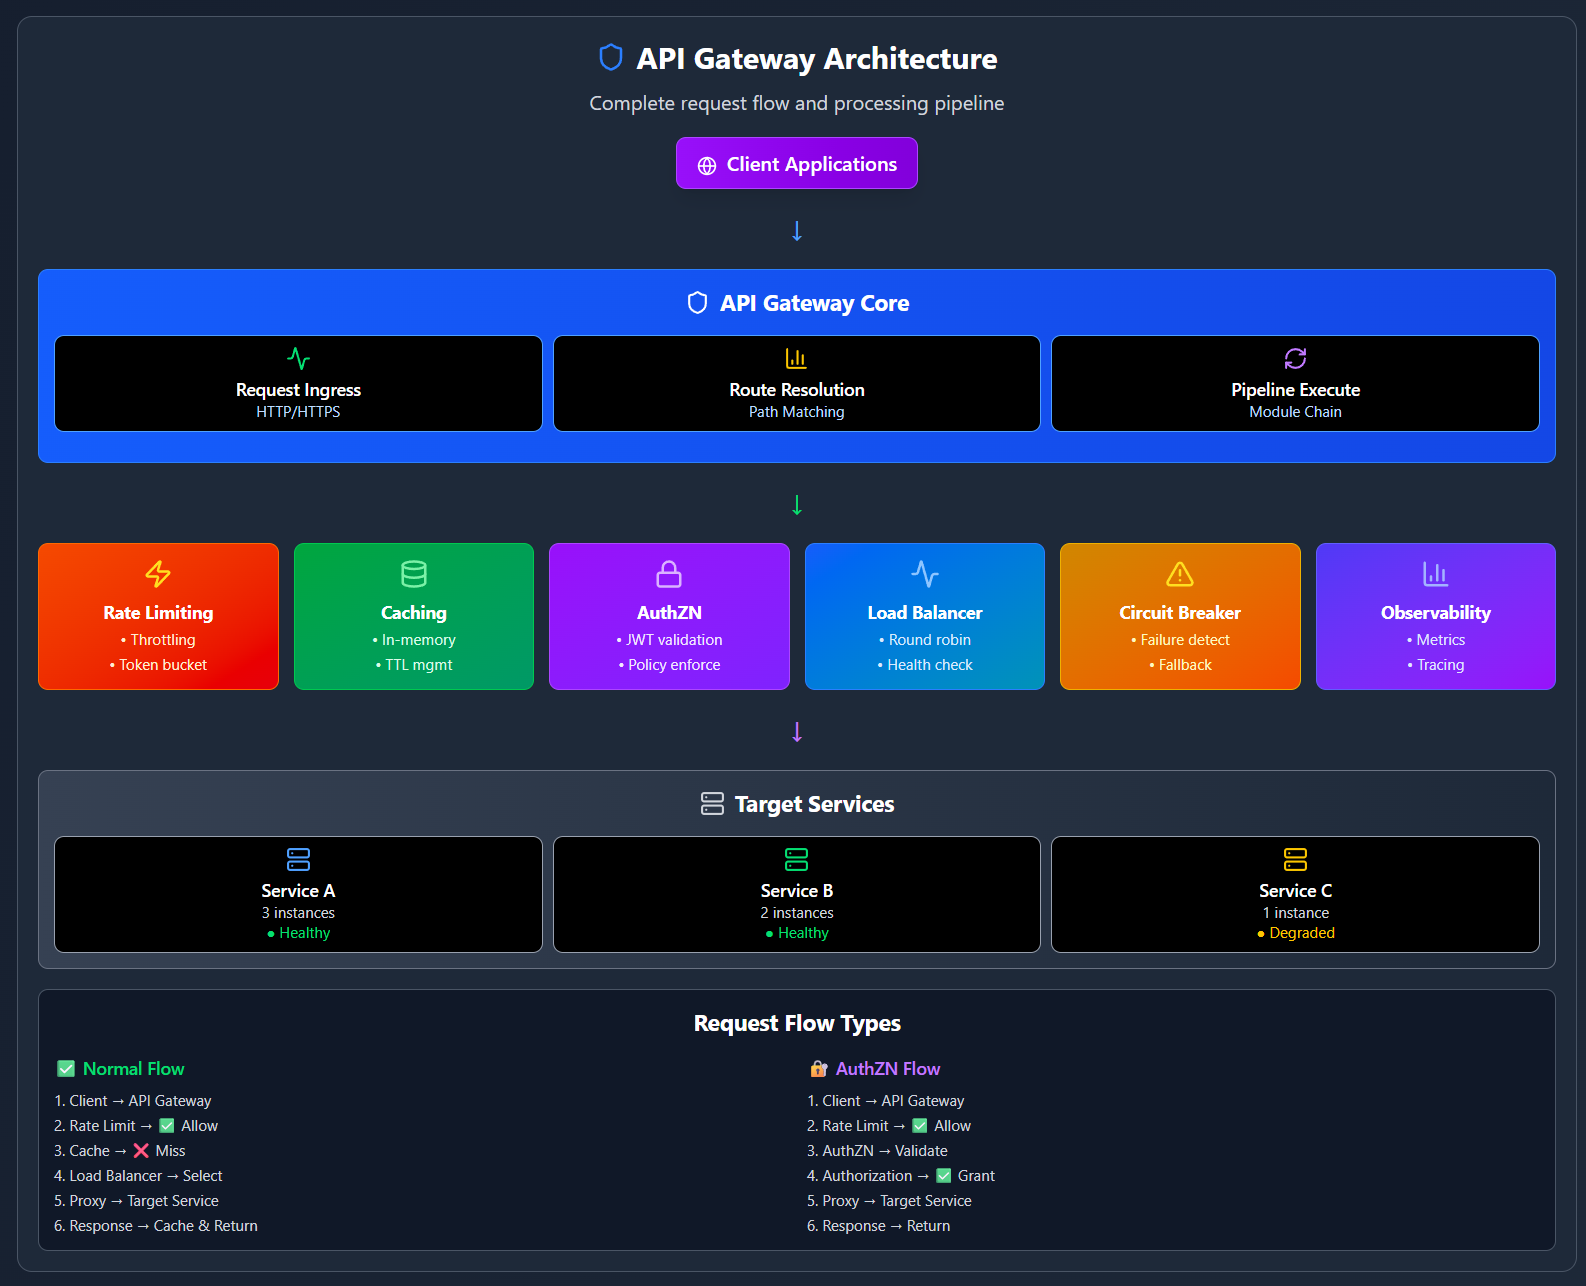 API Gateway Architecture
Complete request flow and processing pipeline
Client Applications
↓
API Gateway Core
Request Ingress
HTTP/HTTPS
Route Resolution
Path Matching
Pipeline Execute
Module Chain
↓
Rate Limiting
• Throttling
• Token bucket
Caching
• In-memory
• TTL mgmt
AuthZN
• JWT validation
• Policy enforce
Load Balancer
• Round robin
• Health check
Circuit Breaker
• Failure detect
• Fallback
Observability
• Metrics
• Tracing
↓
Target Services
Service A
3 instances
● Healthy
Service B
2 instances
● Healthy
Service C
1 instance
● Degraded
Request Flow Types
✅ Normal Flow
1. Client → API Gateway
2. Rate Limit → ✅ Allow
3. Cache → ❌ Miss
4. Load Balancer → Select
5. Proxy → Target Service
6. Response → Cache & Return
🔐 AuthZN Flow
1. Client → API Gateway
2. Rate Limit → ✅ Allow
3. AuthZN → Validate
4. Authorization → ✅ Grant
5. Proxy → Target Service
6. Response → Return